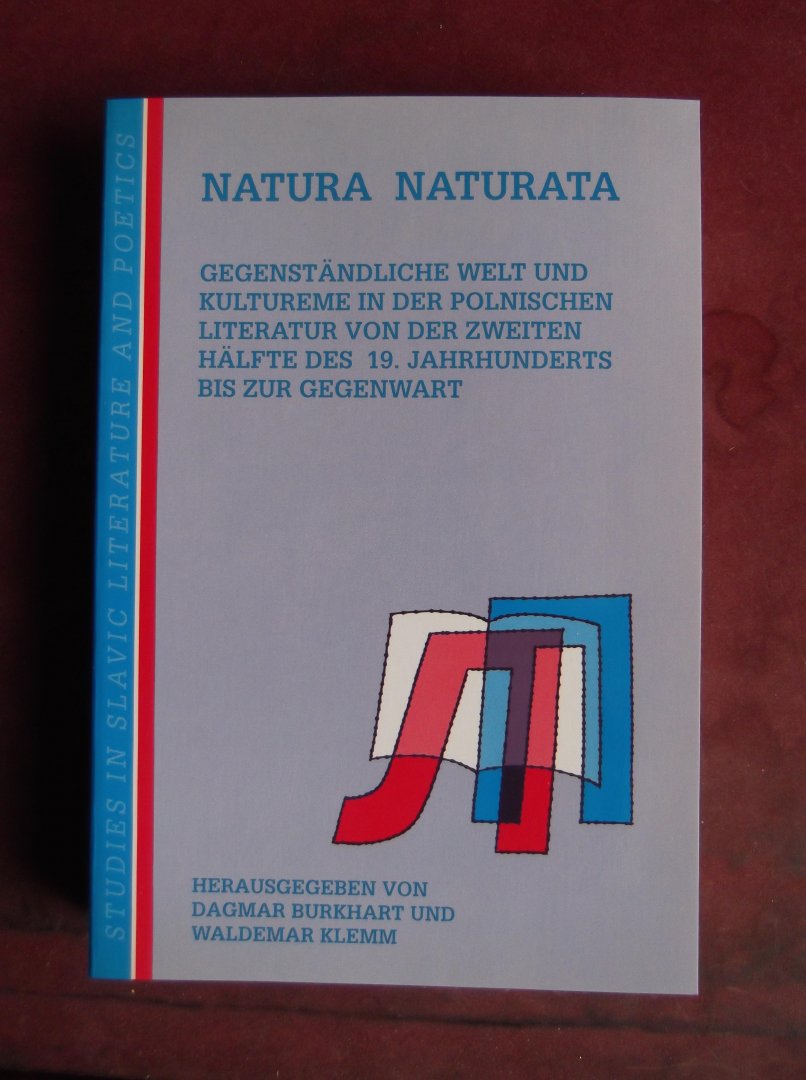 NATURA NATURATA
GEGENSTÄNDLICHE WELT UND
KULTUREME IN DER POLNISCHEN
LITERATUR VON DER ZWEITEN
HÄLFTE DES 19. JAHRHUNDERTS
BIS ZUR GEGENWART
HERAUSGEGEBEN VON
DAGMAR BURKHART UND
WALDEMAR KLEMM
STUDIES IN SLAVIC LITERATURE AND POETICS
ЛП